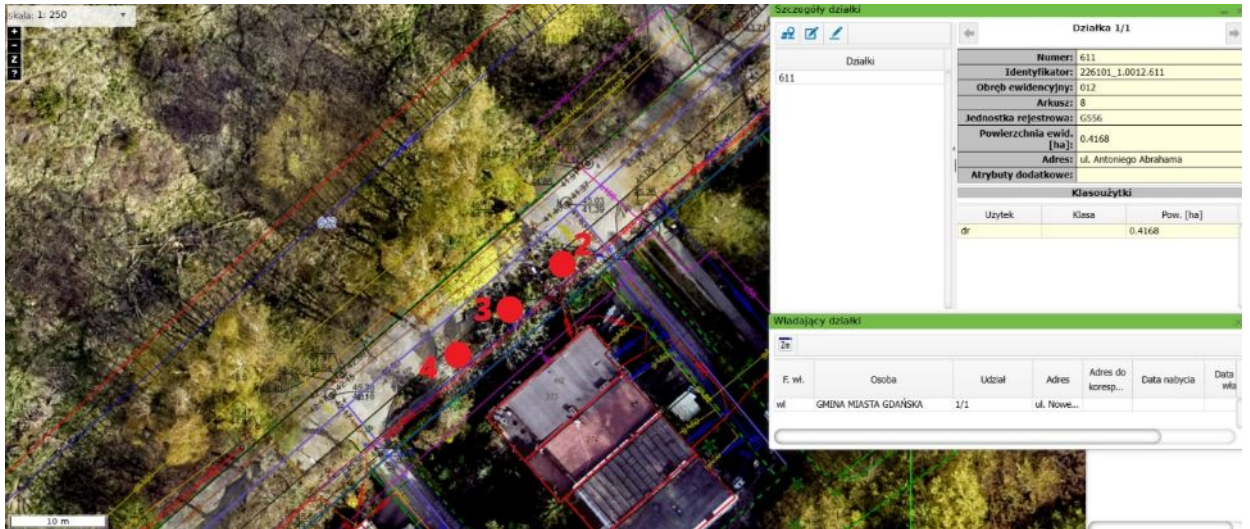 skala: 1: 250
+
−
Z
?
2
3
4
10 m
Szczegóły działki
Działki
611
Działka 1/1
Numer: 611
Identyfikator: 226101_1.0012.611
Obręb ewidencyjny: 012
Arkusz: 8
Jednostka rejestrowa: G556
Powierzchnia ewid.
[ha]: 0.4168
Adres: ul. Antoniego Abrahama
Atrybuty dodatkowe:
Klasoużytki
Użytek Klasa Pow. [ha]
dr 0.4168
Władający działki
F. wł. Osoba Udział Adres Adres do
koresp... Data nabycia Data
wła
wł GMINA MIASTA GDAŃSKA 1/1 ul. Nowe...